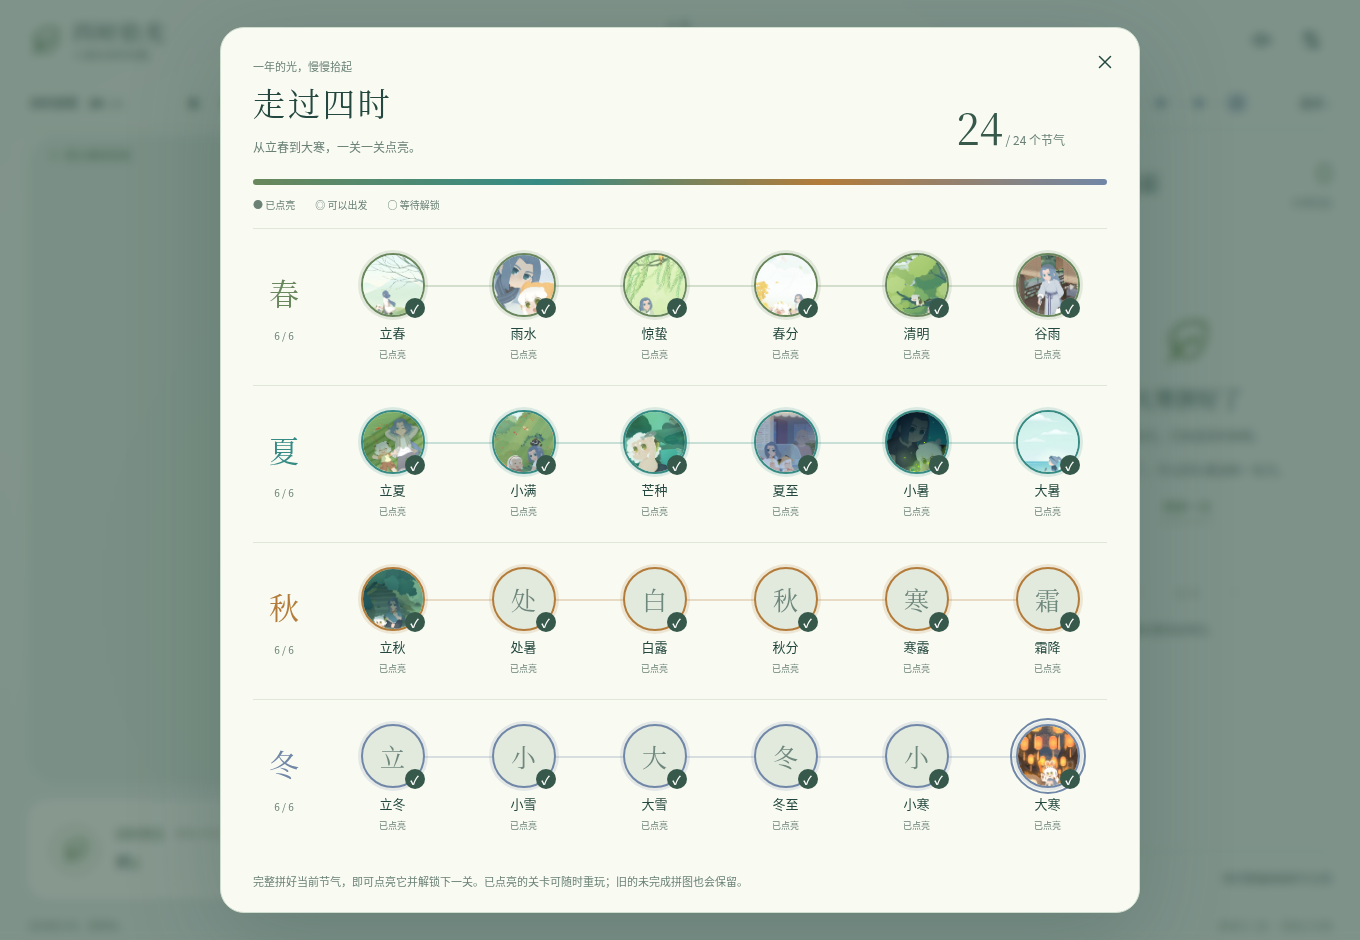 一年的光，慢慢拾起
走过四时
从立春到大寒，一关一关点亮。
24 / 24 个节气
已点亮 可以出发 等待解锁
春
6 / 6
立春 雨水 惊蛰 春分 清明 谷雨
已点亮 已点亮 已点亮 已点亮 已点亮 已点亮
夏
6 / 6
立夏 小满 芒种 夏至 小暑 大暑
已点亮 已点亮 已点亮 已点亮 已点亮 已点亮
秋
6 / 6
处 白 秋 寒 霜
立秋 处暑 白露 秋分 寒露 霜降
已点亮 已点亮 已点亮 已点亮 已点亮 已点亮
冬
6 / 6
立 小 大 冬 小
立冬 小雪 大雪 冬至 小寒 大寒
已点亮 已点亮 已点亮 已点亮 已点亮 已点亮
完整拼好当前节气，即可点亮它并解锁下一关。已点亮的关卡可随时重玩；旧的未完成拼图也会保留。